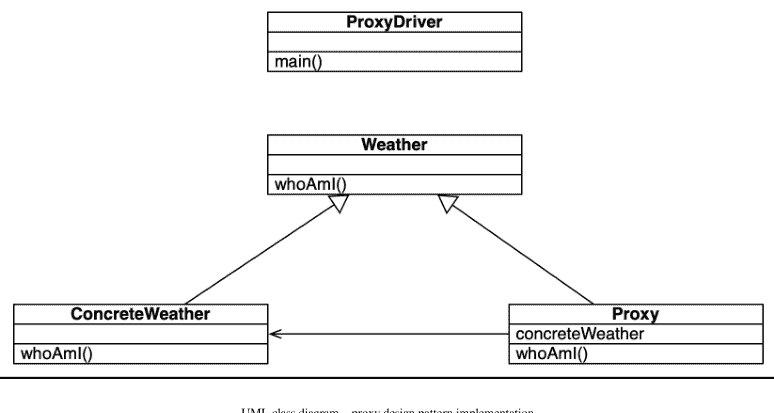 ProxyDriver
main()
Weather
whoAmI()
ConcreteWeather
whoAmI()
Proxy
concreteWeather
whoAmI()
UML class diagram – proxy design pattern implementation